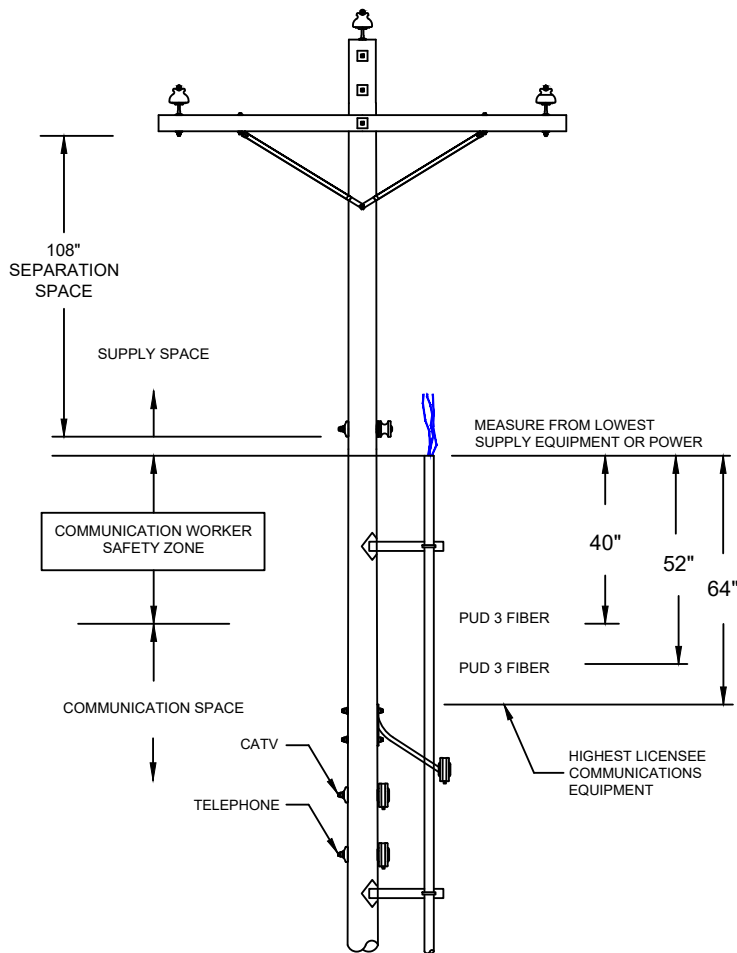 108"
SEPARATION
SPACE
SUPPLY SPACE
MEASURE FROM LOWEST
SUPPLY EQUIPMENT OR POWER
COMMUNICATION WORKER
SAFETY ZONE
40"
52"
64"
PUD 3 FIBER
PUD 3 FIBER
COMMUNICATION SPACE
CATV
HIGHEST LICENSEE
COMMUNICATIONS
EQUIPMENT
TELEPHONE